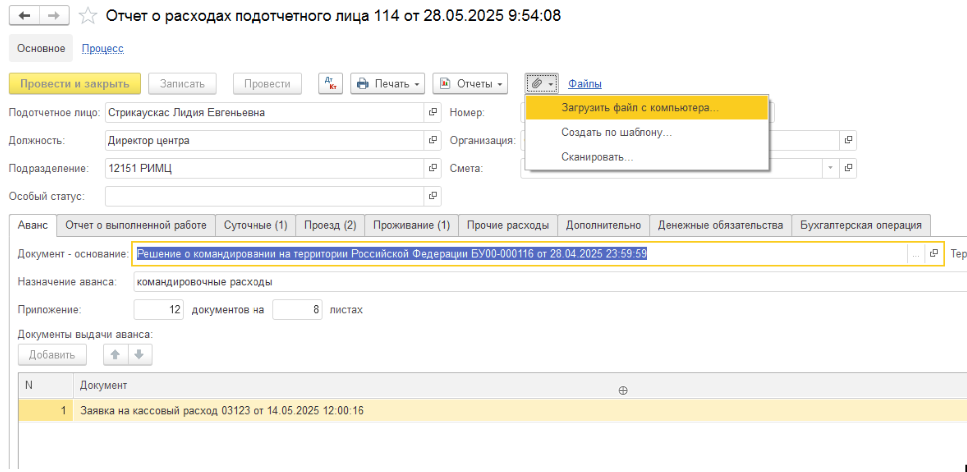 Отчет о расходах подотчетного лица 114 от 28.05.2025 9:54:08
Основное Процесс
Провести и закрыть Записать Провести Дт Кт Печать Отчеты Файлы
Загрузить файл с компьютера...
Создать по шаблону...
Сканировать...
Подотчетное лицо: Стрикаускас Лидия Евгеньевна Номер:
Должность: Директор центра Организация:
Подразделение: 12151 РИМЦ Смета:
Особый статус:
Аванс Отчет о выполненной работе Суточные (1) Проезд (2) Проживание (1) Прочие расходы Дополнительно Денежные обязательства Бухгалтерская операция
Документ - основание: Решение о командировании на территории Российской Федерации БУ00-000116 от 28.04.2025 23:59:59 ... Тер
Назначение аванса: командировочные расходы
Приложение: 12 документов на 8 листах
Документы выдачи аванса:
Добавить
N Документ
1 Заявка на кассовый расход 03123 от 14.05.2025 12:00:16